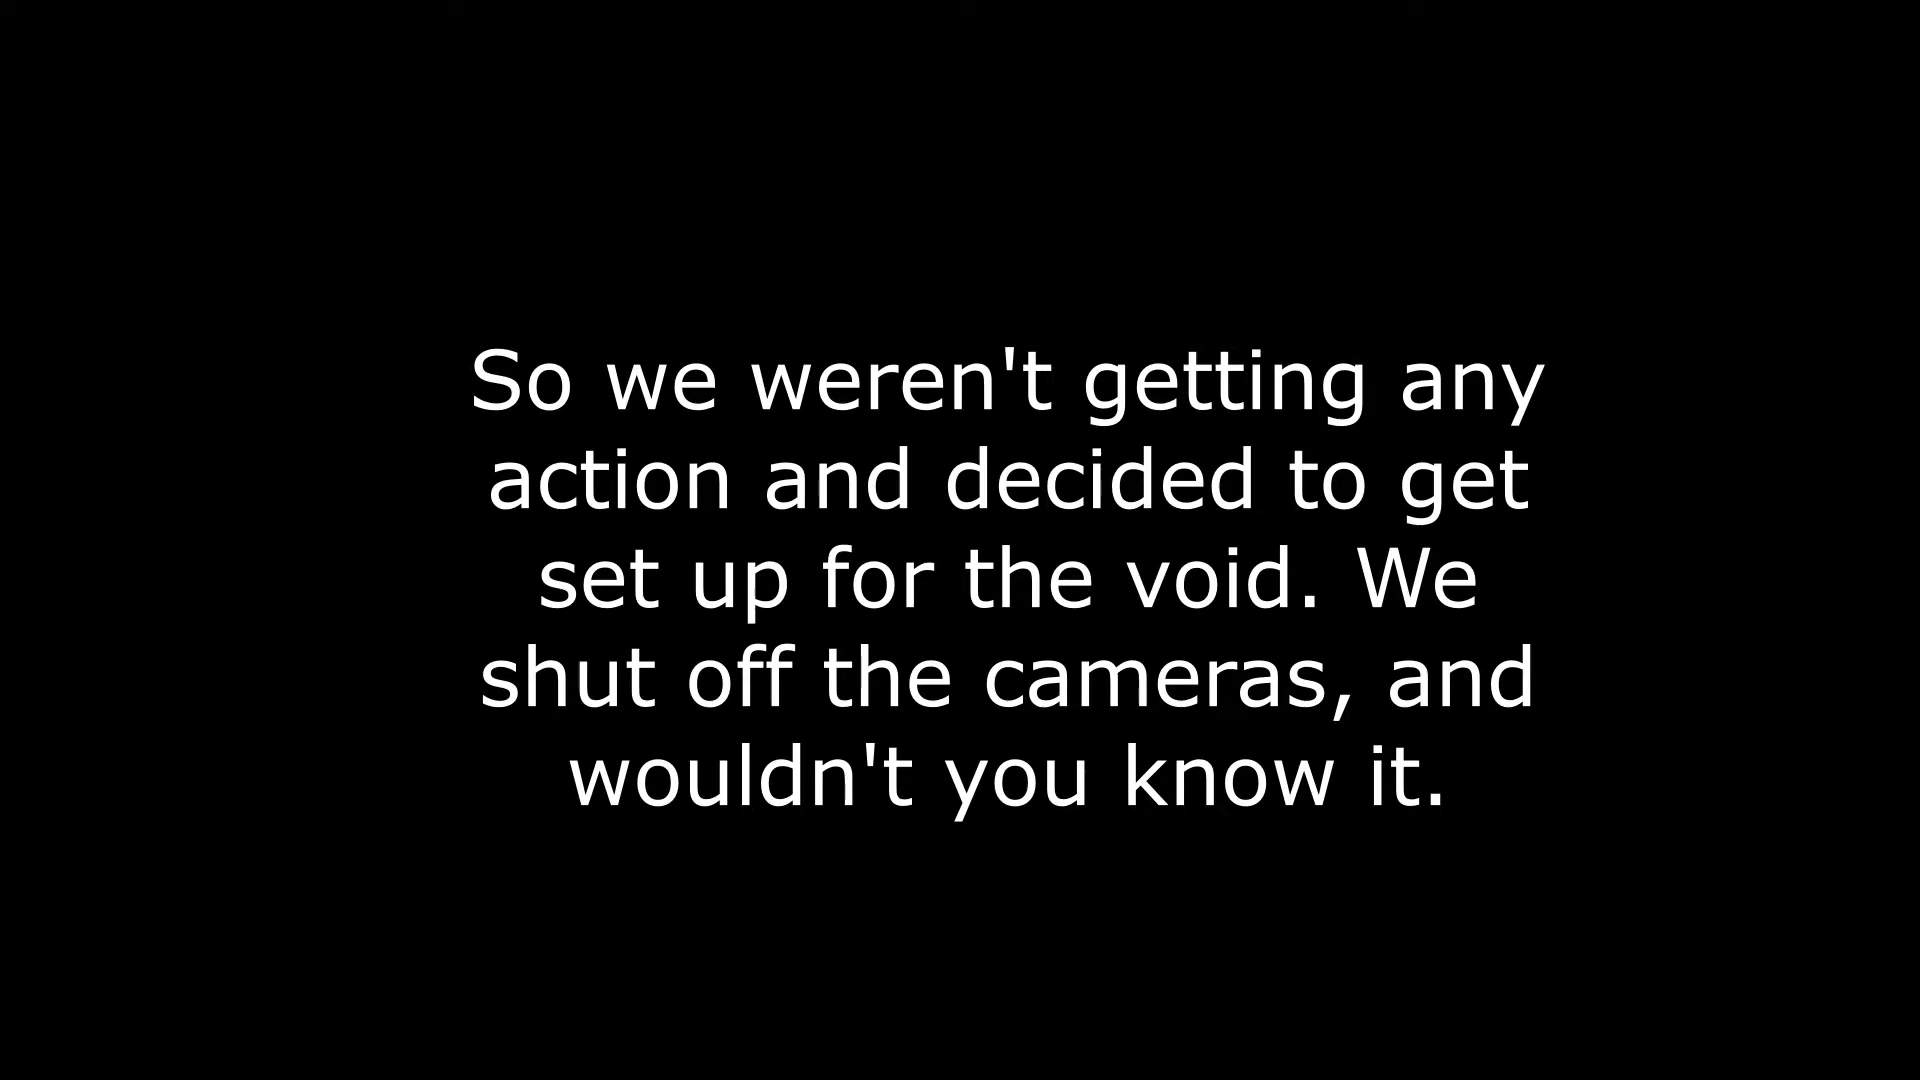 So we weren't getting any
action and decided to get
set up for the void. We
shut off the cameras, and
wouldn't you know it.